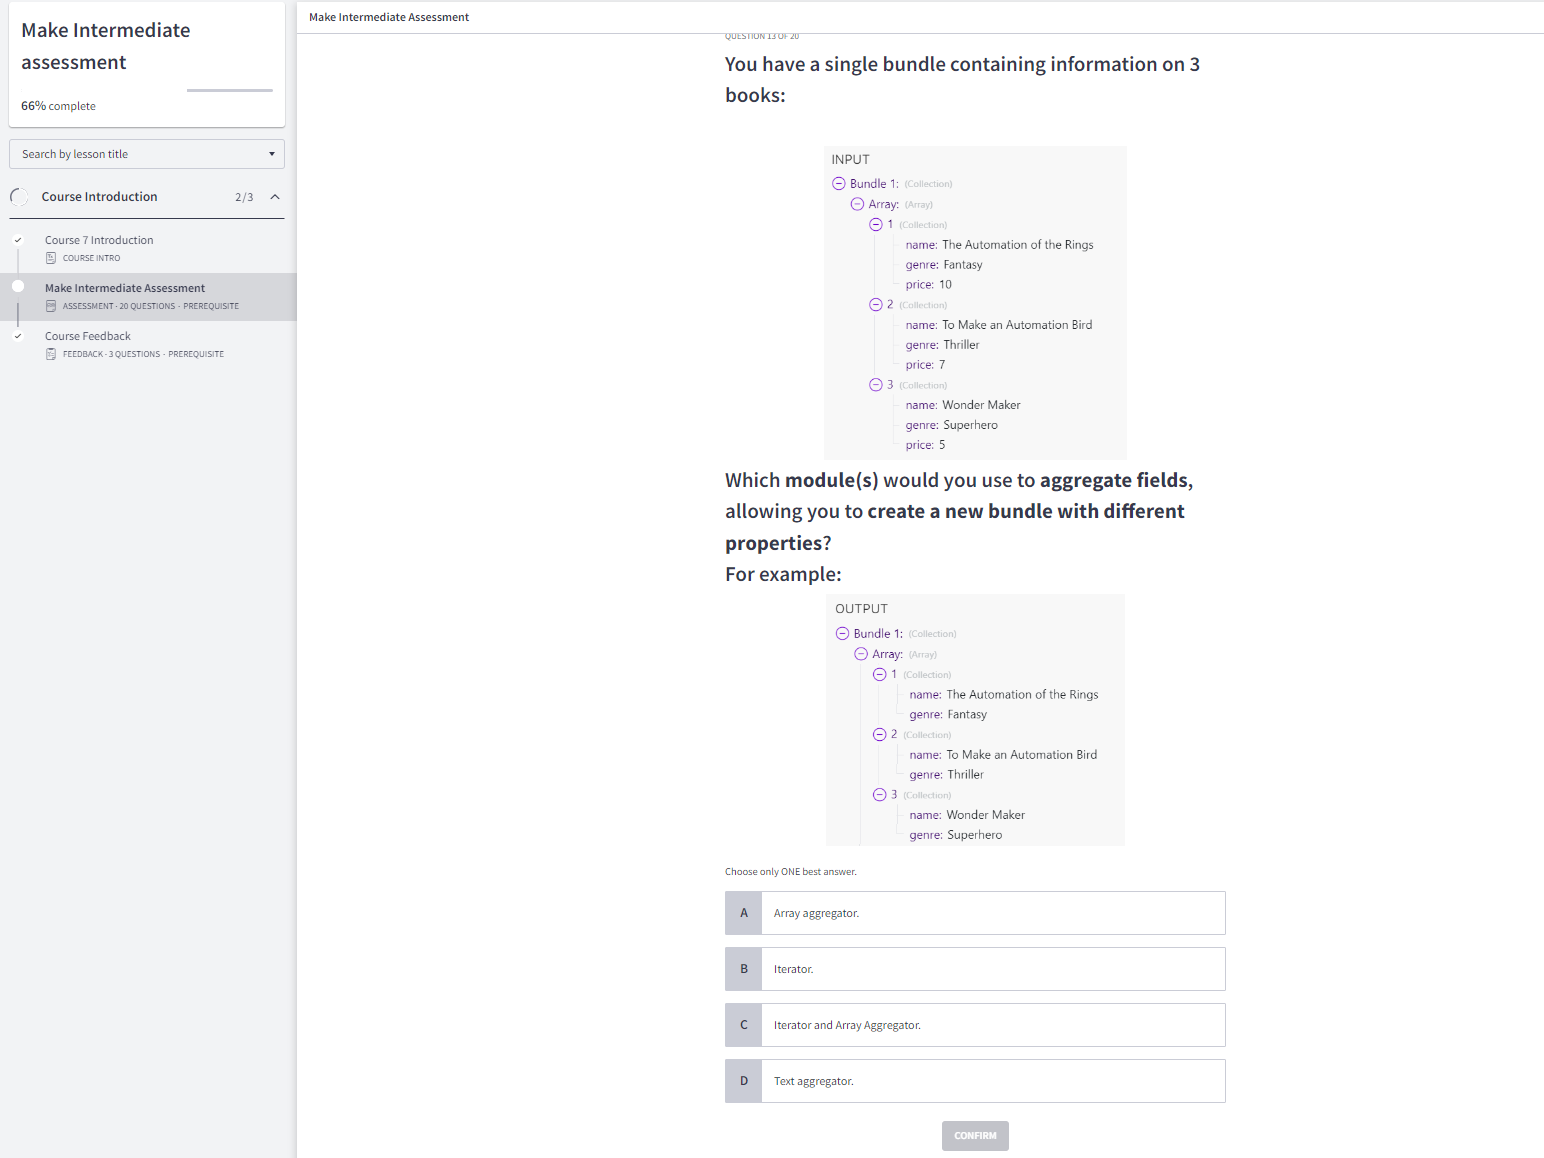 Make Intermediate
assessment
66% complete
Search by lesson title
Course Introduction 2/3
Course 7 Introduction
COURSE INTRO
Make Intermediate Assessment
ASSESSMENT - 20 QUESTIONS - PREREQUISITE
Course Feedback
FEEDBACK - 3 QUESTIONS - PREREQUISITE
Make Intermediate Assessment
QUESTION 13 OF 20
You have a single bundle containing information on 3
books:
INPUT
Bundle 1: (Collection)
Array: (Array)
1 (Collection)
name: The Automation of the Rings
genre: Fantasy
price: 10
2 (Collection)
name: To Make an Automation Bird
genre: Thriller
price: 7
3 (Collection)
name: Wonder Maker
genre: Superhero
price: 5
Which module(s) would you use to aggregate fields,
allowing you to create a new bundle with different
properties?
For example:
OUTPUT
Bundle 1: (Collection)
Array: (Array)
1 (Collection)
name: The Automation of the Rings
genre: Fantasy
2 (Collection)
name: To Make an Automation Bird
genre: Thriller
3 (Collection)
name: Wonder Maker
genre: Superhero
Choose only ONE best answer.
A Array aggregator.
B Iterator.
C Iterator and Array Aggregator.
D Text aggregator.
CONFIRM